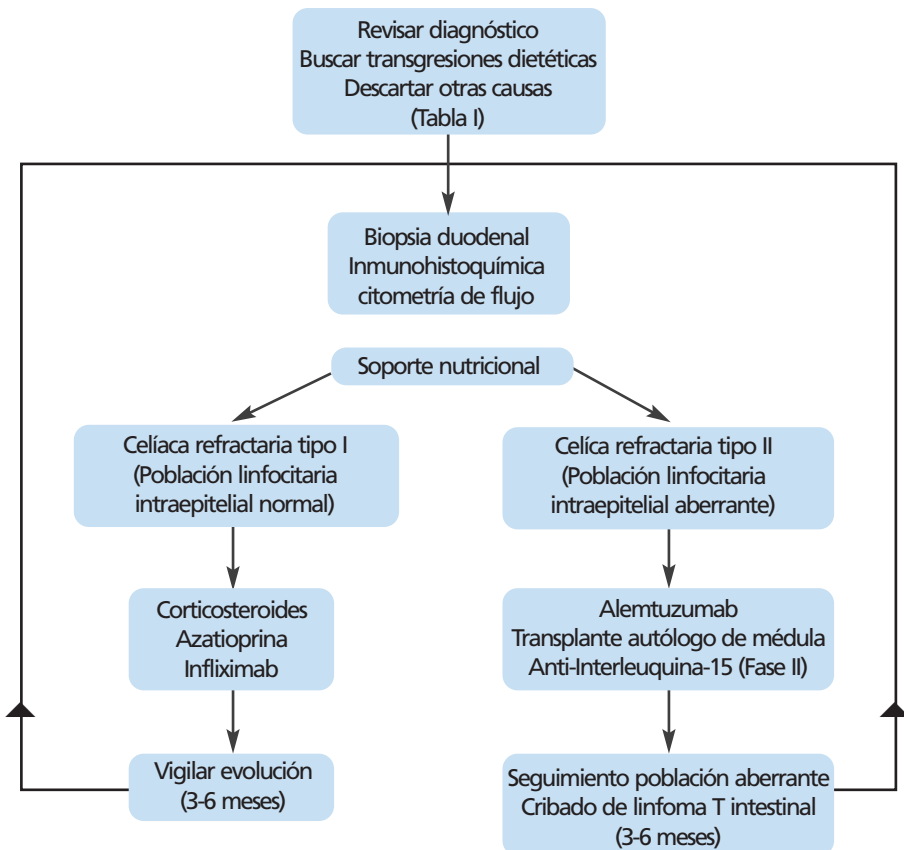 Revisar diagnóstico
Buscar transgresiones dietéticas
Descartar otras causas
(Tabla I)
Biopsia duodenal
Inmunohistoquímica
citometría de flujo
Soporte nutricional
Celíaca refractaria tipo I
(Población linfocitaria
intraepitelial normal)
Celíca refractaria tipo II
(Población linfocitaria
intraepitelial aberrante)
Corticosteroides
Azatioprina
Infliximab
Alemtuzumab
Transplante autólogo de médula
Anti-Interleuquina-15 (Fase II)
Vigilar evolución
(3-6 meses)
Seguimiento población aberrante
Cribado de linfoma T intestinal
(3-6 meses)